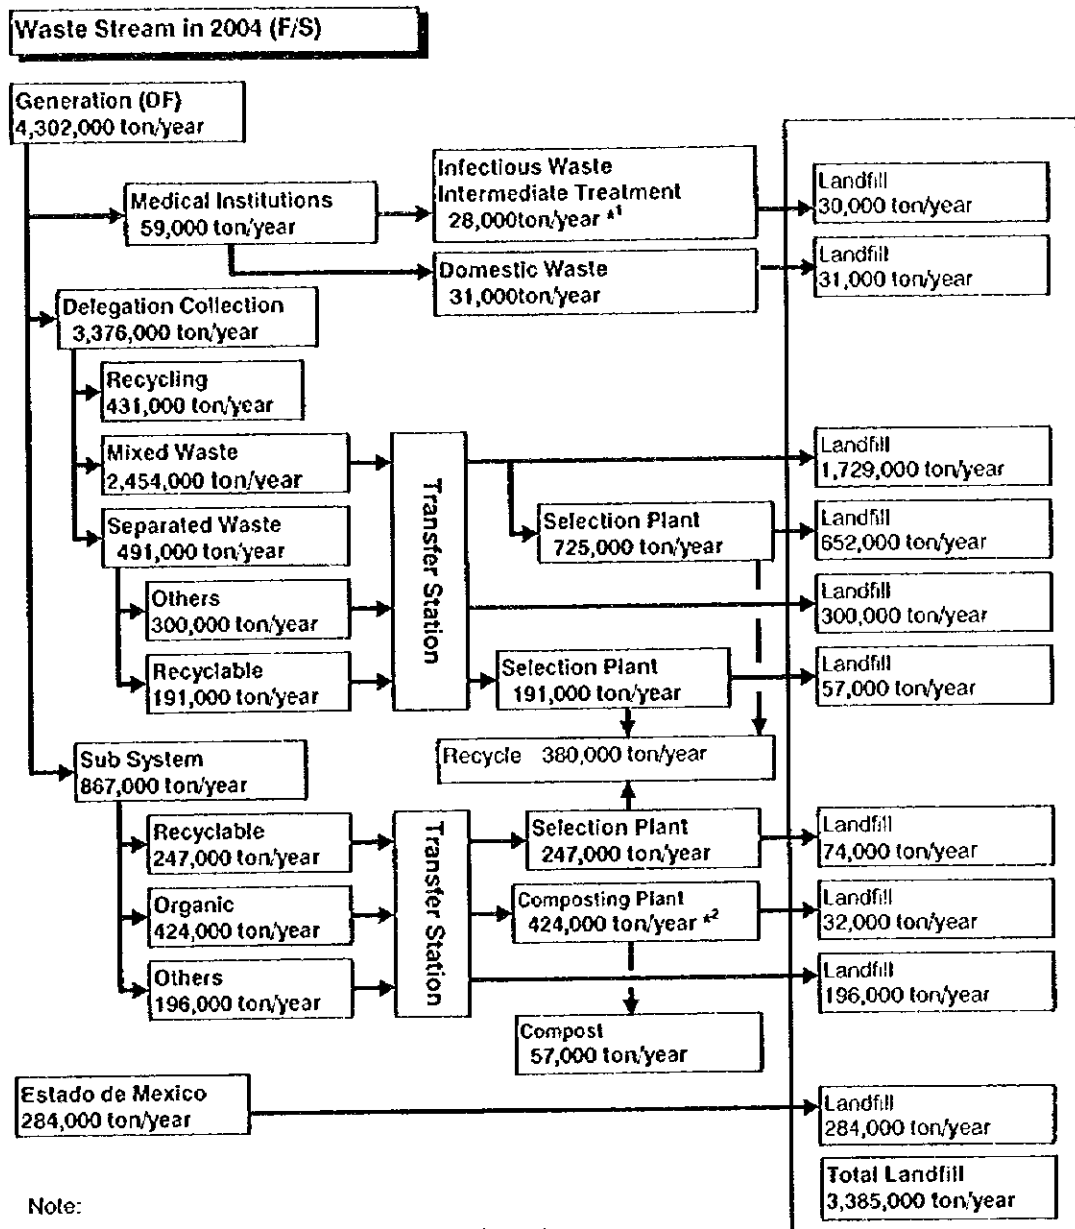 Waste Stream in 2004 (F/S)
Generation (DF)
4,302,000 ton/year
Medical Institutions
59,000 ton/year
Infectious Waste
Intermediate Treatment
28,000ton/year *1
Landfill
30,000 ton/year
Domestic Waste
31,000ton/year
Landfill
31,000 ton/year
Delegation Collection
3,376,000 ton/year
Recycling
431,000 ton/year
Mixed Waste
2,454,000 ton/year
Transfer Station
Landfill
1,729,000 ton/year
Separated Waste
491,000 ton/year
Selection Plant
725,000 ton/year
Landfill
652,000 ton/year
Others
300,000 ton/year
Landfill
300,000 ton/year
Recyclable
191,000 ton/year
Selection Plant
191,000 ton/year
Landfill
57,000 ton/year
Recycle 380,000 ton/year
Sub System
867,000 ton/year
Recyclable
247,000 ton/year
Transfer Station
Selection Plant
247,000 ton/year
Landfill
74,000 ton/year
Organic
424,000 ton/year
Composting Plant
424,000 ton/year *2
Landfill
32,000 ton/year
Others
196,000 ton/year
Landfill
196,000 ton/year
Compost
57,000 ton/year
Estado de Mexico
284,000 ton/year
Landfill
284,000 ton/year
Total Landfill
3,385,000 ton/year
Note: